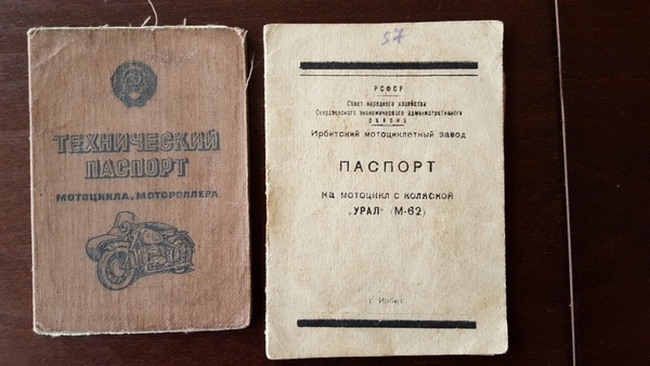 ТЕХНИЧЕСКИЙ
ПАСПОРТ
МОТОЦИКЛА, МОТОРОЛЛЕРА
57
РСФСР
Совет народного хозяйства
Свердловского экономического административного
района
Ирбитский мотоциклетный завод
ПАСПОРТ
на мотоцикл с коляской
„УРАЛ" (М-62)
г. Ирбит